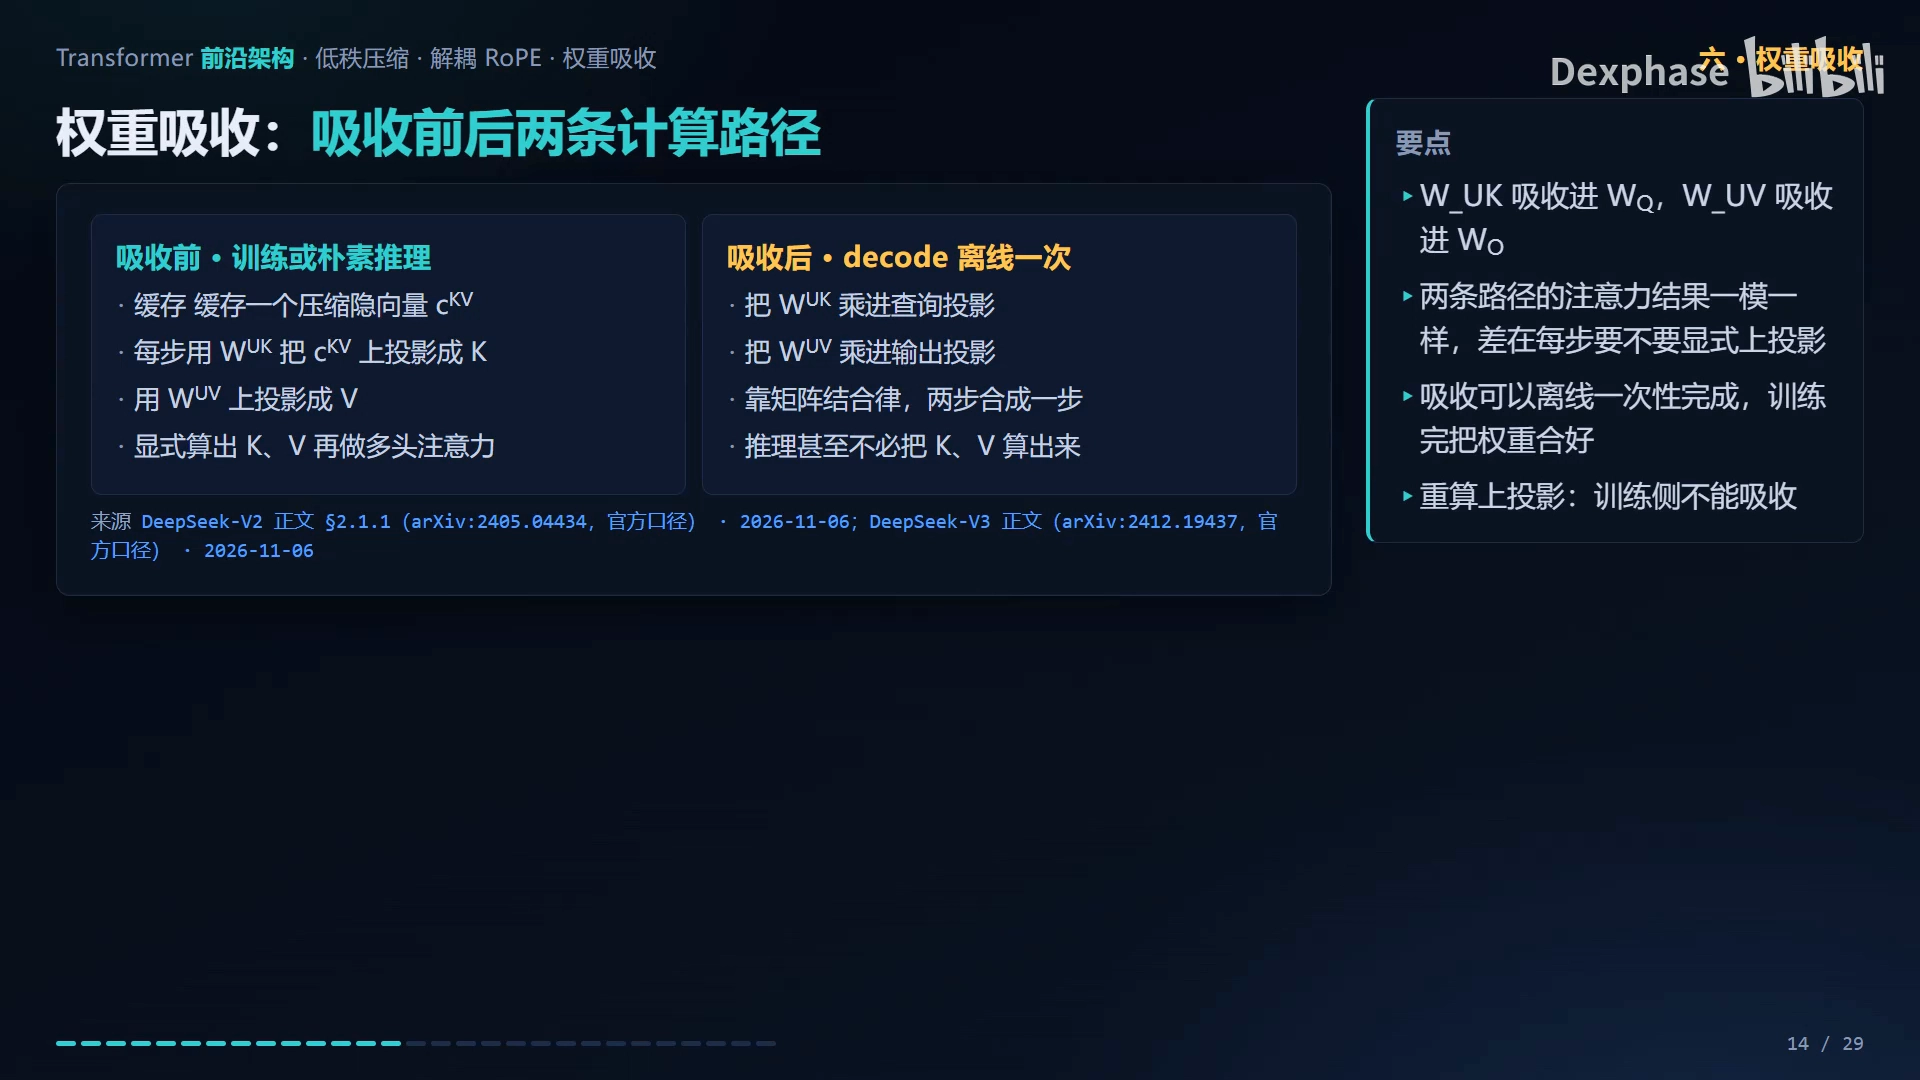 Transformer 前沿架构 · 低秩压缩 · 解耦 RoPE · 权重吸收
六 · 权重吸收
Dexphase bilibili
权重吸收：吸收前后两条计算路径
吸收前 · 训练或朴素推理
· 缓存 缓存一个压缩隐向量 c^KV
· 每步用 W^UK 把 c^KV 上投影成 K
· 用 W^UV 上投影成 V
· 显式算出 K、V 再做多头注意力
吸收后 · decode 离线一次
· 把 W^UK 乘进查询投影
· 把 W^UV 乘进输出投影
· 靠矩阵结合律，两步合成一步
· 推理甚至不必把 K、V 算出来
来源 DeepSeek-V2 正文 §2.1.1 (arXiv:2405.04434, 官方口径) · 2026-11-06; DeepSeek-V3 正文 (arXiv:2412.19437, 官
方口径) · 2026-11-06
要点
▸ W_UK 吸收进 W_Q，W_UV 吸收
进 W_O
▸ 两条路径的注意力结果一模一
样，差在每步要不要显式上投影
▸ 吸收可以离线一次性完成，训练
完把权重合好
▸ 重算上投影：训练侧不能吸收
14 / 29